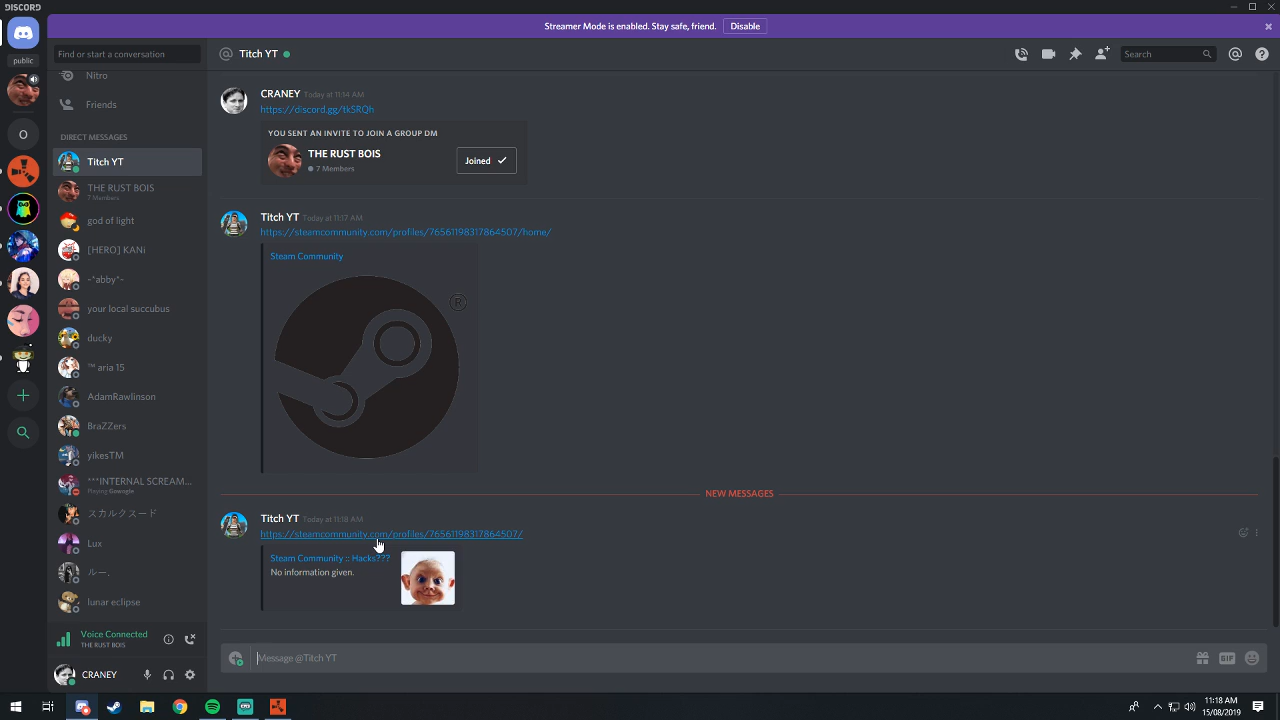 DISCORD
Streamer Mode is enabled. Stay safe, friend.
Disable
public
O
Find or start a conversation
Nitro
Friends
DIRECT MESSAGES
Titch YT
THE RUST BOIS
7 Members
god of light
[HERO] KANi
-*abby*-
your local succubus
ducky
™ aria 15
AdamRawlinson
BraZZers
yikesTM
***INTERNAL SCREAM...
Playing Gawogle
スカルクスード
Lux
ルー.
lunar eclipse
Voice Connected
THE RUST BOIS
CRANEY
@ Titch YT
Search
CRANEY Today at 11:14 AM
https://discord.gg/tkSRQh
YOU SENT AN INVITE TO JOIN A GROUP DM
THE RUST BOIS
7 Members
Joined
Titch YT Today at 11:17 AM
https://steamcommunity.com/profiles/76561198317864507/home/
Steam Community
®
NEW MESSAGES
Titch YT Today at 11:18 AM
https://steamcommunity.com/profiles/76561198317864507/
Steam Community :: Hacks???
No information given.
Message @Titch YT
GIF
11:18 AM
15/08/2019